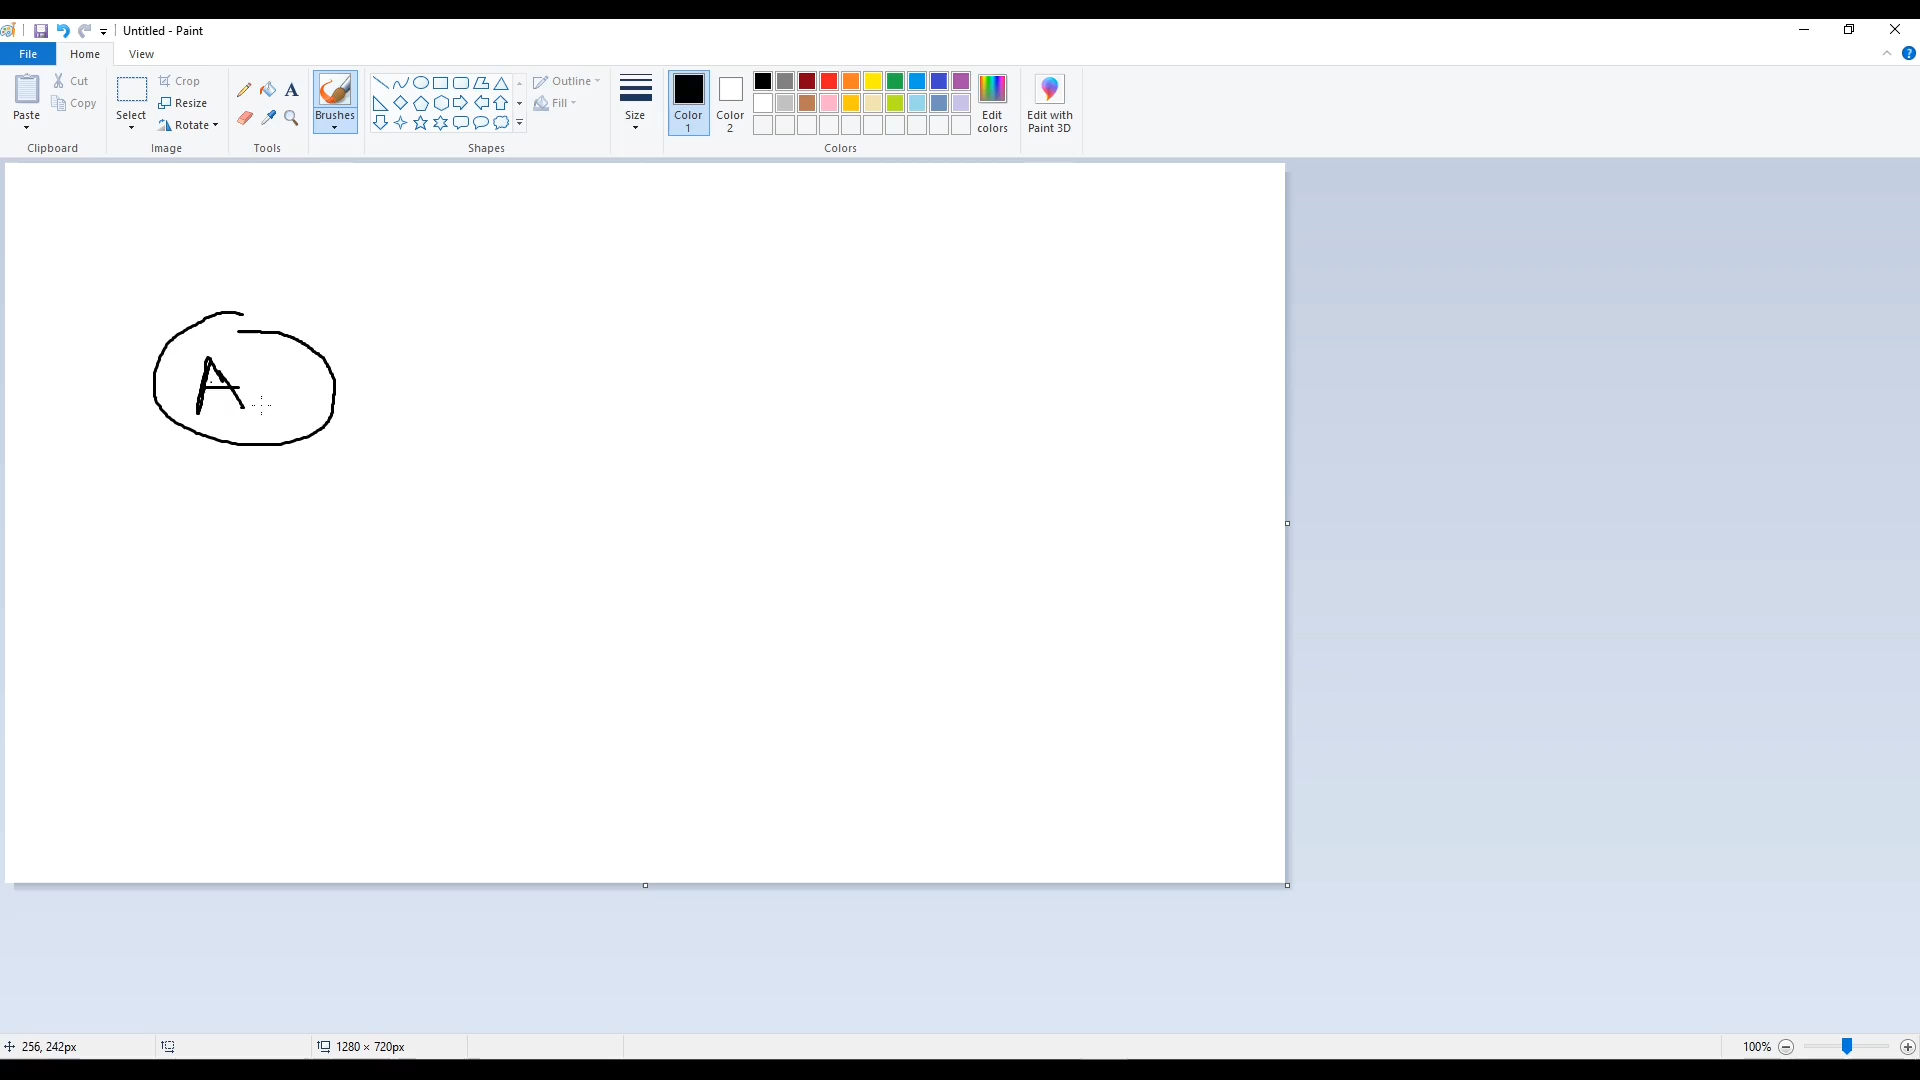 Untitled - Paint
File Home View
Paste Cut Copy Clipboard
Select Crop Resize Rotate Image
A Tools
Brushes
Outline Fill Shapes
Size
Color 1 Color 2 Edit colors Colors
Edit with Paint 3D
?
A
256, 242px 1280 × 720px 100%